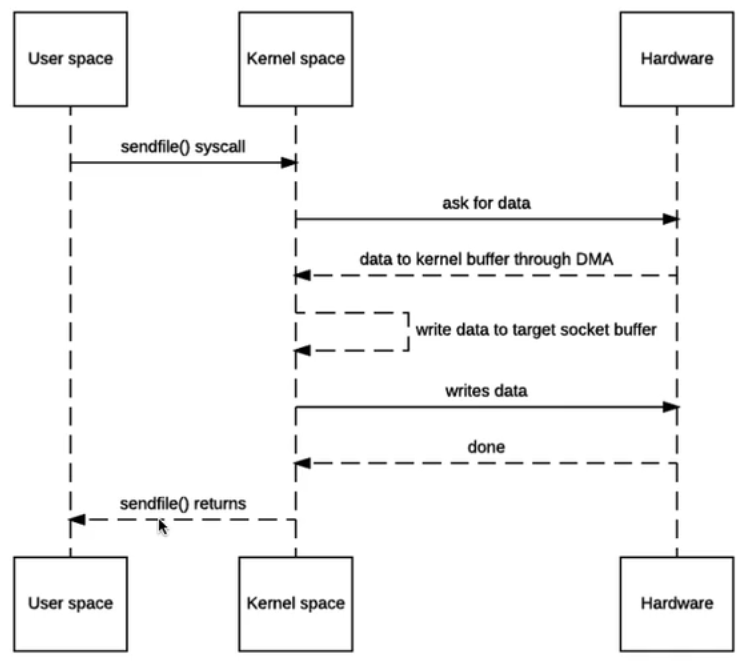 User space
Kernel space
Hardware
sendfile() syscall
ask for data
data to kernel buffer through DMA
write data to target socket buffer
writes data
done
sendfile() returns
User space
Kernel space
Hardware